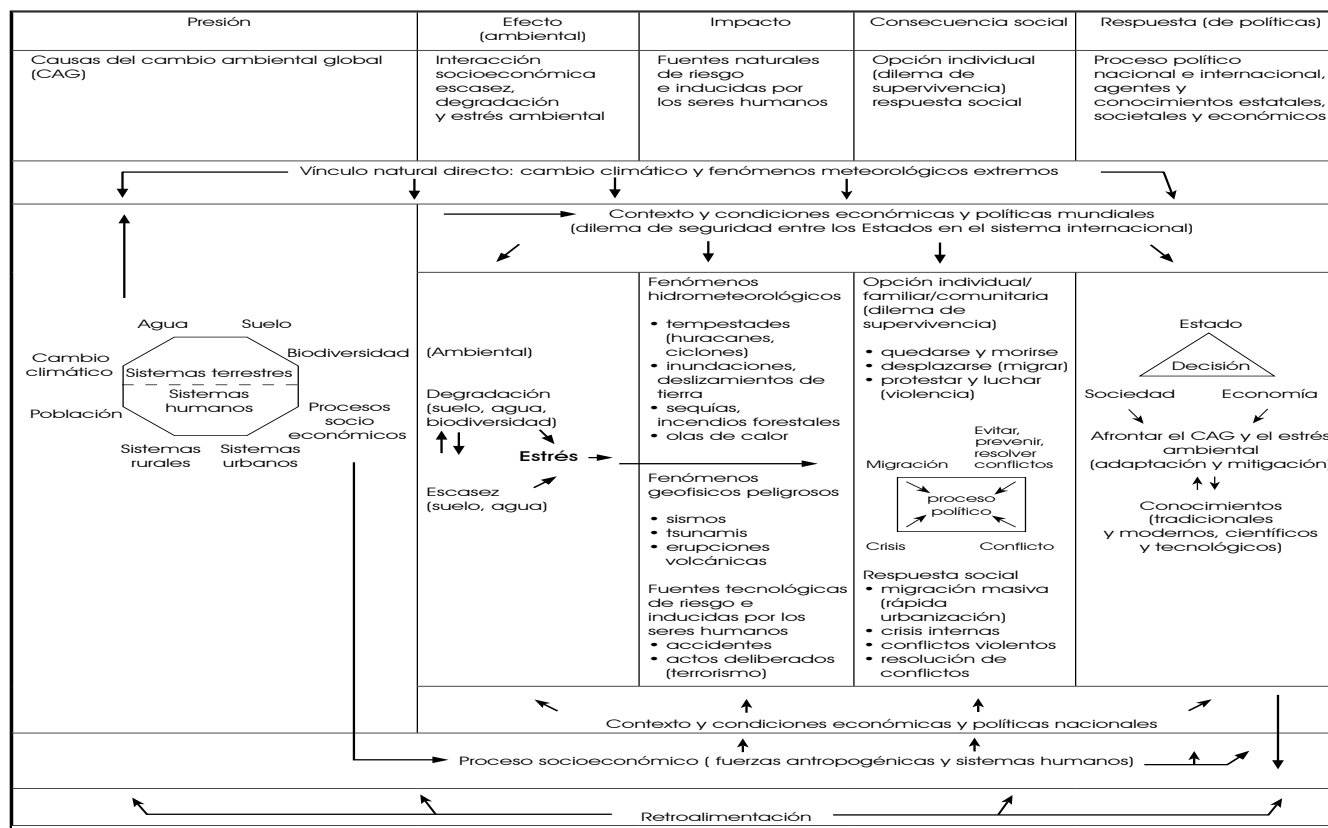 Presión
Efecto
(ambiental)
Impacto
Consecuencia social
Respuesta (de políticas)
Causas del cambio ambiental global
(CAG)
Interacción
socioeconómica
escasez,
degradación
y estrés ambiental
Fuentes naturales
de riesgo
e inducidas por
los seres humanos
Opción individual
(dilema de
supervivencia)
respuesta social
Proceso político
nacional e internacional,
agentes y
conocimientos estatales,
societales y económicos
Vínculo natural directo: cambio climático y fenómenos meteorológicos extremos
Contexto y condiciones económicas y políticas mundiales
(dilema de seguridad entre los Estados en el sistema internacional)
Agua
Suelo
Biodiversidad
Cambio
climático
Sistemas terrestres
Sistemas
humanos
Población
Procesos
socio
económicos
Sistemas
rurales
Sistemas
urbanos
(Ambiental)
Degradación
(suelo, agua,
biodiversidad)
Estrés
Escasez
(suelo, agua)
Fenómenos
hidrometeorológicos
• tempestades
(huracanes,
ciclones)
• inundaciones,
deslizamientos de
tierra
• sequías,
incendios forestales
• olas de calor
Fenómenos
geofisicos peligrosos
• sismos
• tsunamis
• erupciones
volcánicas
Fuentes tecnológicas
de riesgo e
inducidas por los
seres humanos
• accidentes
• actos deliberados
(terrorismo)
Opción individual/
familiar/comunitaria
(dilema de
supervivencia)
• quedarse y morirse
• desplazarse (migrar)
• protestar y luchar
(violencia)
Evitar,
prevenir,
resolver
conflictos
Migración
proceso
político
Crisis
Conflicto
Respuesta social
• migración masiva
(rápida
urbanización)
• crisis internas
• conflictos violentos
• resolución de
conflictos
Estado
Decisión
Sociedad
Economía
Afrontar el CAG y el estrés
ambiental
(adaptación y mitigación)
Conocimientos
(tradicionales
y modernos, científicos
y tecnológicos)
Contexto y condiciones económicas y políticas nacionales
Proceso socioeconómico ( fuerzas antropogénicas y sistemas humanos)
Retroalimentación